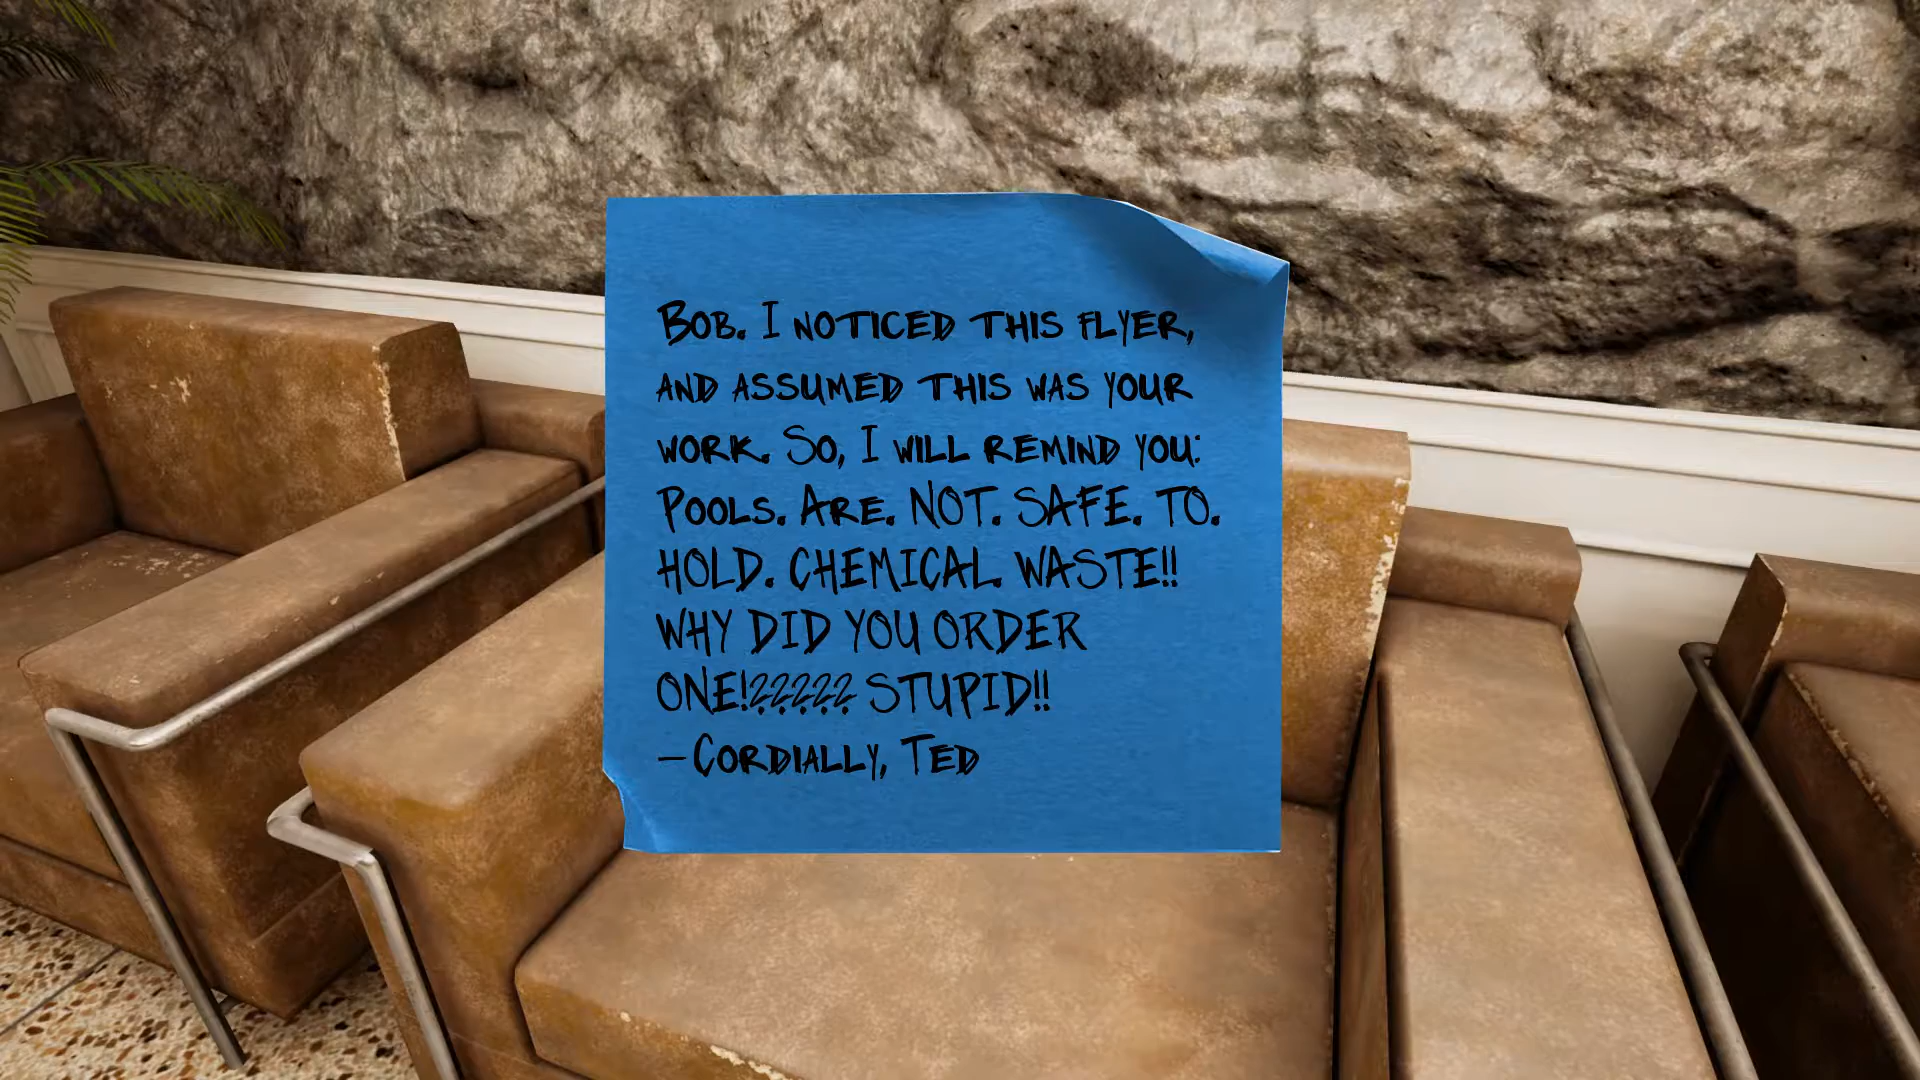 Bob. I noticed this flyer,
and assumed this was your
work. So, I will remind you:
Pools. Are. NOT. SAFE. TO.
HOLD. CHEMICAL. WASTE!!
WHY DID YOU ORDER
ONE!????? STUPID!!
—Cordially, Ted